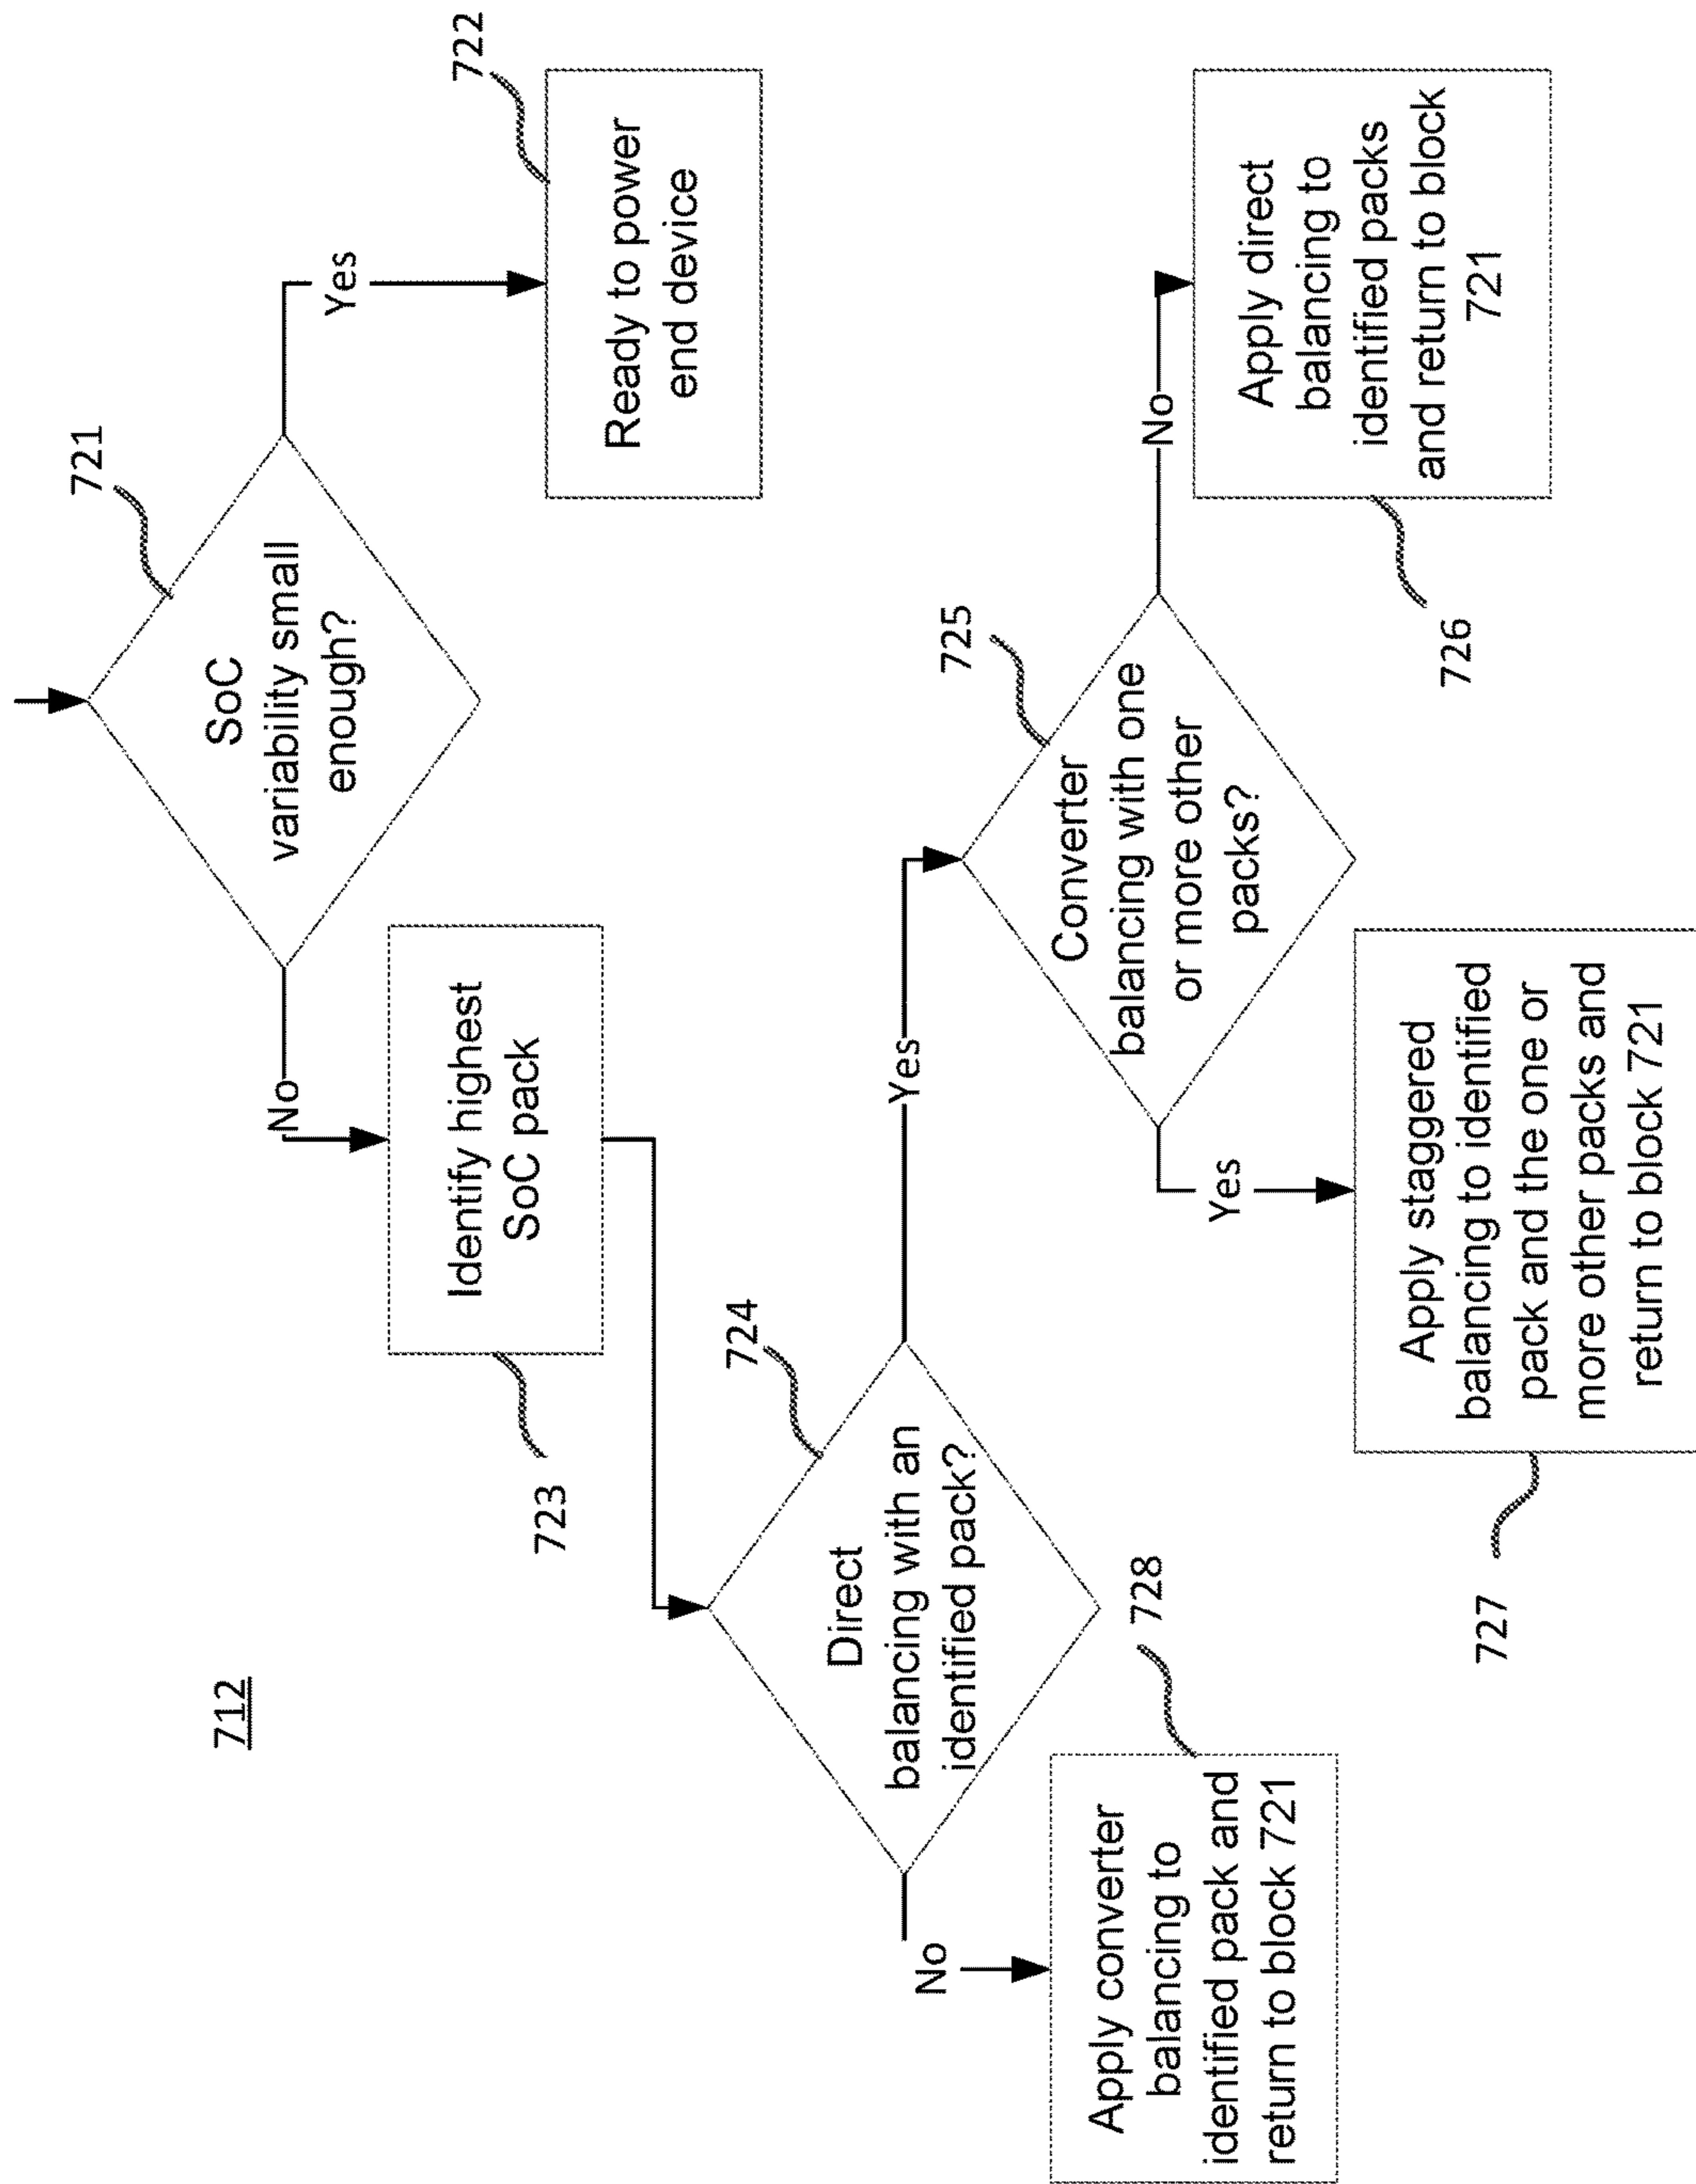 712
721
SoC
variability small
enough?
Yes
722
Ready to power
end device
No
723
Identify highest
SoC pack
724
Direct
balancing with an
identified pack?
No
728
Apply converter
balancing to
identified pack and
return to block 721
Yes
725
Converter
balancing with one
or more other
packs?
Yes
727
Apply staggered
balancing to identified
pack and the one or
more other packs and
return to block 721
No
726
Apply direct
balancing to
identified packs
and return to block
721